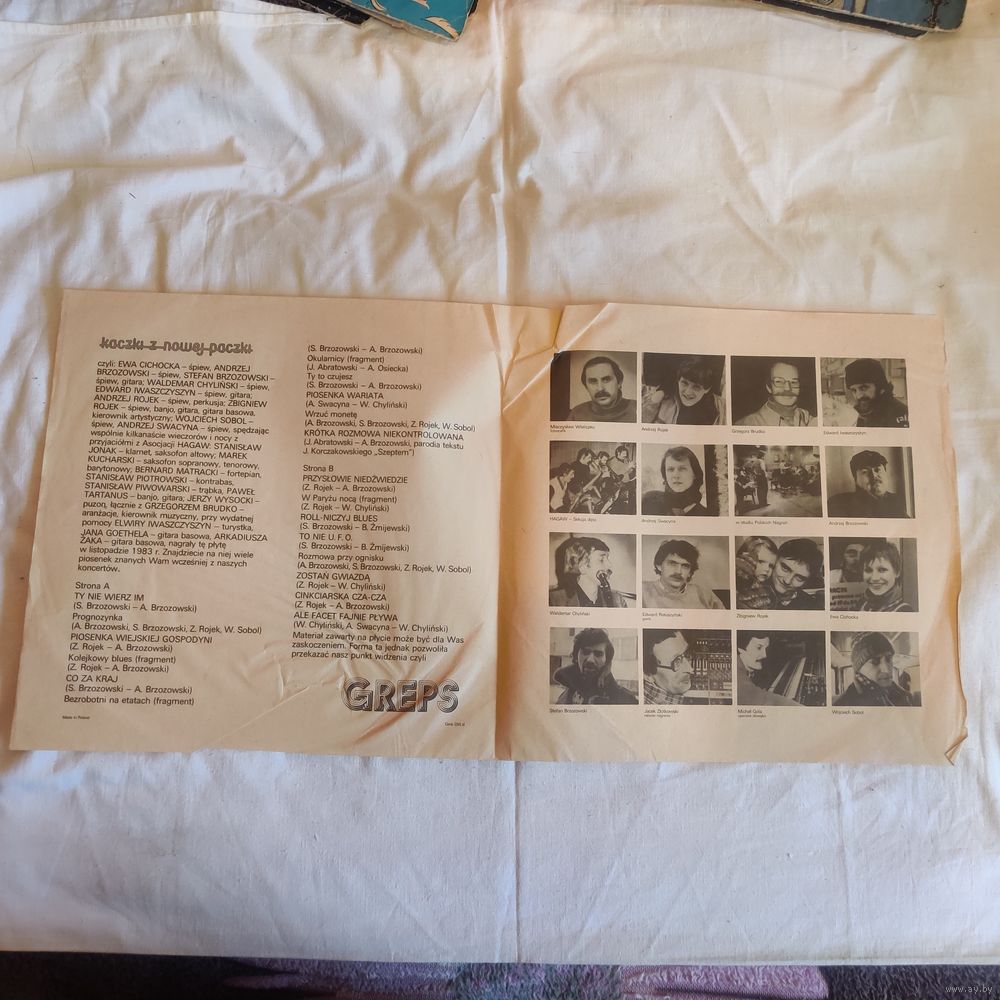 kaczki z nowej paczki
czyli: EWA CICHOCKA – śpiew, ANDRZEJ
BRZOZOWSKI – śpiew, STEFAN BRZOZOWSKI –
śpiew, gitara; WALDEMAR CHYLIŃSKI – śpiew,
EDWARD IWASZCZYSZYN – śpiew, gitara;
ANDRZEJ ROJEK – śpiew, perkusja; ZBIGNIEW
ROJEK – śpiew, banjo, gitara, gitara basowa,
kierownik artystyczny; WOJCIECH SOBOL –
śpiew, ANDRZEJ SWACYNA – śpiew, spędzając
wspólnie kilkanaście wieczorów i nocy z
przyjaciółmi z Asocjacji HAGAW: STANISŁAW
JONAK – klarnet, saksofon altowy; MAREK
KUCHARSKI – saksofon sopranowy, tenorowy,
barytonowy; BERNARD MATRACKI – fortepian,
STANISŁAW PIOTROWSKI – kontrabas,
STANISŁAW PIWOWARSKI – trąbka, PAWEŁ
TARTANUS – banjo, gitara; JERZY WYSOCKI –
puzon, łącznie z GRZEGORZEM BRUDKO –
aranżacje, kierownik muzyczny, przy wydatnej
pomocy ELWIRY IWASZCZYSZYN – turystka,
JANA GOETHELA – gitara basowa, ARKADIUSZA
ŻAKA – gitara basowa, nagrały tę płytę
w listopadzie 1983 r. Znajdziecie na niej wiele
piosenek znanych Wam wcześniej z naszych
koncertów.
Strona A
TY NIE WIERZ IM
(S. Brzozowski – A. Brzozowski)
Prognozynka
(A. Brzozowski, S. Brzozowski, Z. Rojek, W. Sobol)
PIOSENKA WIEJSKIEJ GOSPODYNI
(Z. Rojek – A. Brzozowski)
Kolejkowy blues (fragment)
(Z. Rojek – A. Brzozowski)
CO ZA KRAJ
(S. Brzozowski – A. Brzozowski)
Bezrobotni na etatach (fragment)
Made in Poland
(S. Brzozowski – A. Brzozowski)
Okularnicy (fragment)
(J. Abratowski – A. Osiecka)
Ty to czujesz
(S. Brzozowski – A. Brzozowski)
PIOSENKA WARIATA
(A. Swacyna – W. Chyliński)
Wrzuć monetę
(A. Brzozowski, S. Brzozowski, Z. Rojek, W. Sobol)
KRÓTKA ROZMOWA NIEKONTROLOWANA
(J. Abratowski – A. Brzozowski, parodia tekstu
J. Korczakowskiego „Szeptem”)
Strona B
PRZYSŁOWIE NIEDŹWIEDZIE
(Z. Rojek – A. Brzozowski)
W Paryżu nocą (fragment)
(Z. Rojek – W. Chyliński)
ROLL-NICZYJ BLUES
(S. Brzozowski – B. Żmijewski)
TO NIE U. F. O.
(S. Brzozowski – B. Żmijewski)
Rozmowa przy ognisku
(A. Brzozowski, S. Brzozowski, Z. Rojek, W. Sobol)
ZOSTAŃ GWIAZDĄ
(Z. Rojek – W. Chyliński)
CINKCIARSKA CZA-CZA
(Z. Rojek – A. Brzozowski)
ALE FACET FAJNIE PŁYWA
(W. Chyliński, A. Swacyna – W. Chyliński)
Materiał zawarty na płycie może być dla Was
zaskoczeniem. Forma ta jednak pozwoliła
przekazać nasz punkt widzenia czyli
GREPS
Andrzej Rojek
Grzegorz Brudko
Edward Iwaszczyszyn
HAGAW – Sekcja dęta
Andrzej Swacyna
w studiu Polskich Nagrań
Andrzej Brzozowski
Waldemar Chyliński
Zbigniew Rojek
Ewa Cichocka
Stefan Brzozowski
Jacek Złotkowski
Michał Gola
operator dźwięku
Wojciech Sobol
www.ay.by